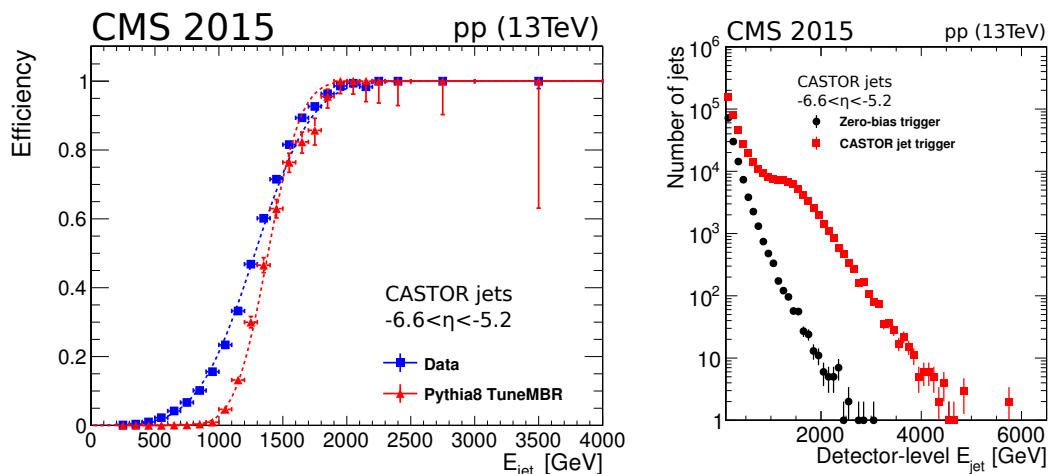 CMS 2015
pp (13TeV)
Efficiency
1
0.8
0.6
0.4
0.2
0
CASTOR jets
-6.6<η<-5.2
Data
Pythia8 TuneMBR
0 500 1000 1500 2000 2500 3000 3500 4000
E_jet [GeV]
CMS 2015
pp (13TeV)
Number of jets
10^6
10^5
10^4
10^3
10^2
10
1
CASTOR jets
-6.6<η<-5.2
Zero-bias trigger
CASTOR jet trigger
2000 4000 6000
Detector-level E_jet [GeV]